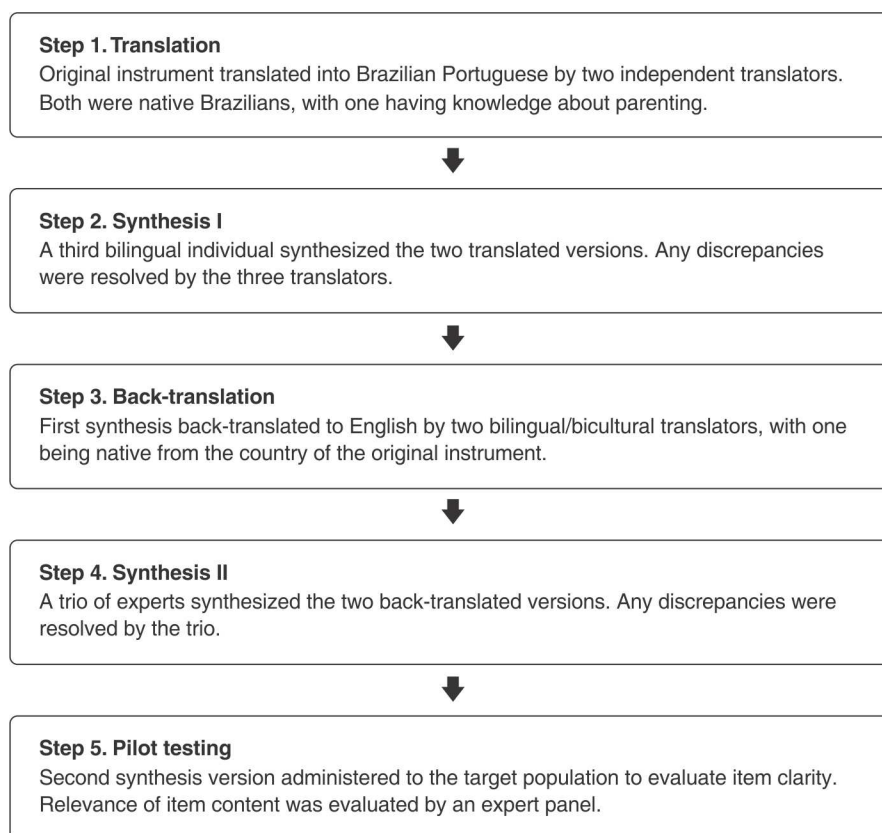 Step 1. Translation
Original instrument translated into Brazilian Portuguese by two independent translators.
Both were native Brazilians, with one having knowledge about parenting.
Step 2. Synthesis I
A third bilingual individual synthesized the two translated versions. Any discrepancies
were resolved by the three translators.
Step 3. Back-translation
First synthesis back-translated to English by two bilingual/bicultural translators, with one
being native from the country of the original instrument.
Step 4. Synthesis II
A trio of experts synthesized the two back-translated versions. Any discrepancies were
resolved by the trio.
Step 5. Pilot testing
Second synthesis version administered to the target population to evaluate item clarity.
Relevance of item content was evaluated by an expert panel.